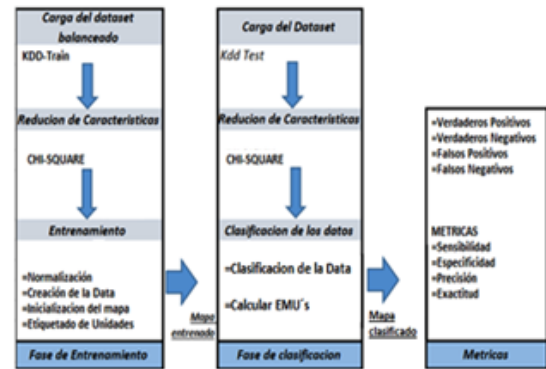 Carga del dataset
balanceado
KDD-Train
Reducion de Características
CHI-SQUARE
Entrenamiento
=Normalización
=Creación de la Data
=Inicializacion del mapa
=Etiquetado de Unidades
Fase de Entrenamiento
Mapa
entrenado
Carga del Dataset
Kdd Test
Reducción de Características
CHI-SQUARE
Clasificacion de los datos
=Clasificacion de la Data
=Calcular EMU´s
Fase de clasificacion
Mapa
clasificado
=Verdaderos Positivos
=Verdaderos Negativos
=Falsos Positivos
=Falsos Negativos
METRICAS
=Sensibilidad
=Especificidad
=Precisión
=Exactitud
Metricas